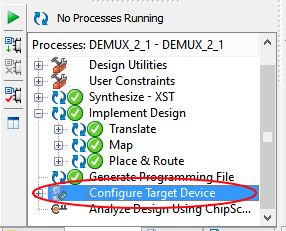 No Processes Running
Processes: DEMUX_2_1 - DEMUX_2_1
Design Utilities
User Constraints
Synthesize - XST
Implement Design
Translate
Map
Place & Route
Generate Programming File
Configure Target Device
Analyze Design Using ChipSc...